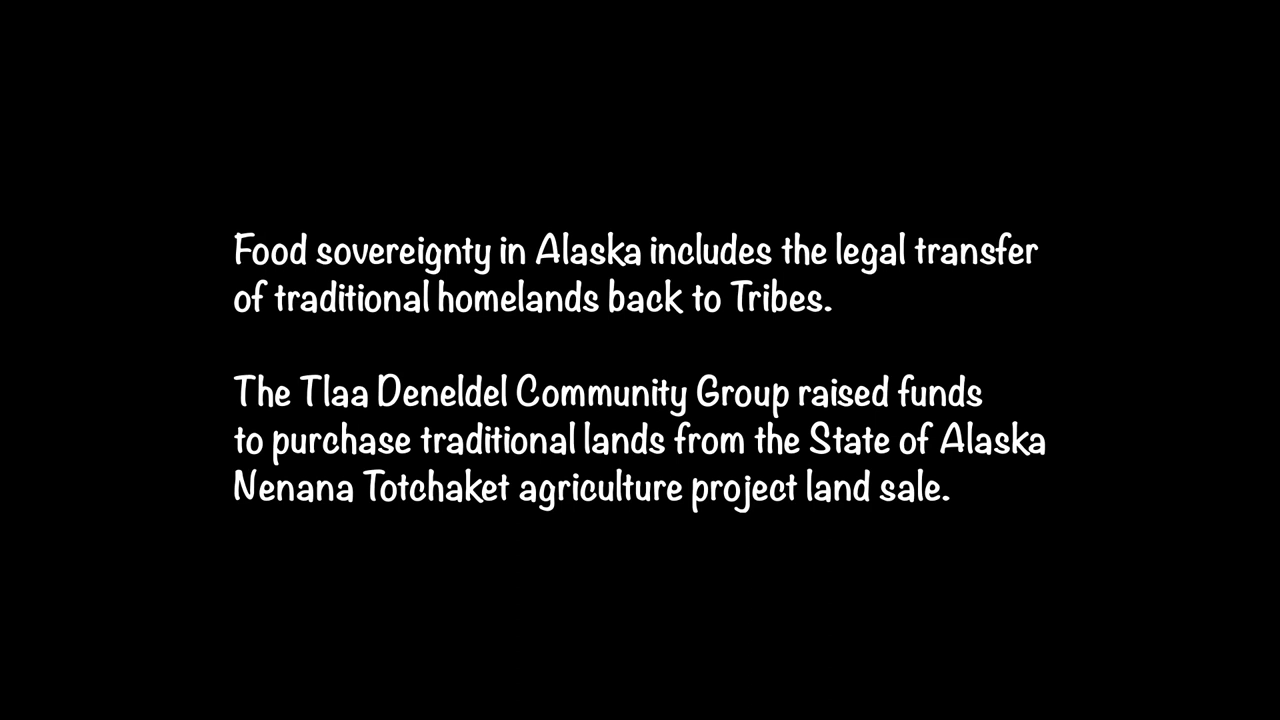 Food sovereignty in Alaska includes the legal transfer
of traditional homelands back to Tribes.
The Tlaa Deneldel Community Group raised funds
to purchase traditional lands from the State of Alaska
Nenana Totchaket agriculture project land sale.